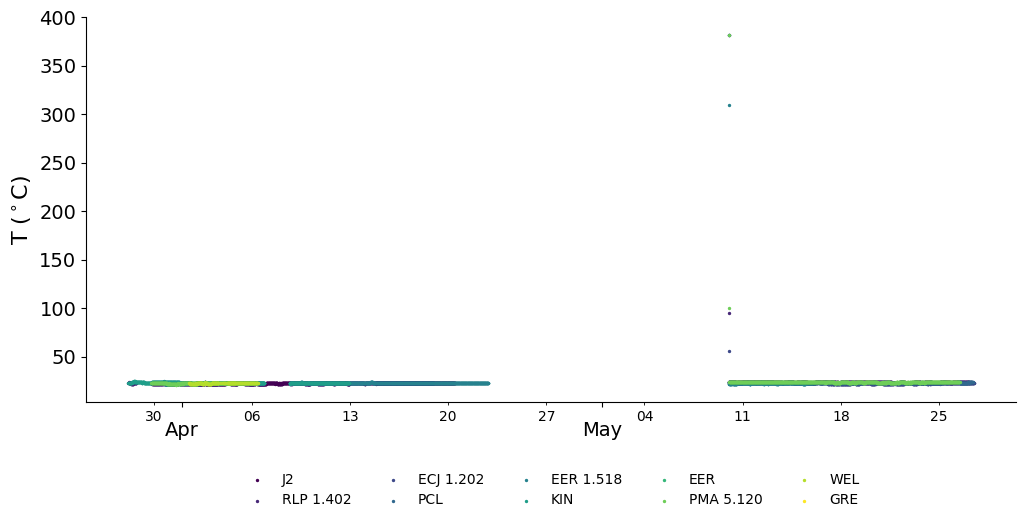 400
350
300
250
200
150
100
50
T (°C)
30 06 13 20 27 04 11 18 25
Apr May
J2 ECJ 1.202 EER 1.518 EER WEL
RLP 1.402 PCL KIN PMA 5.120 GRE